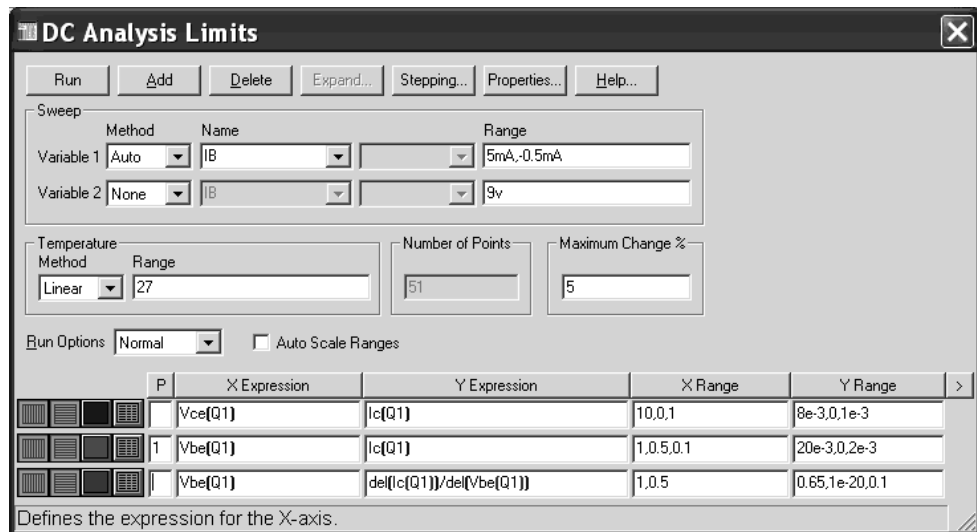 DC Analysis Limits
Run Add Delete Expand... Stepping... Properties... Help...
Sweep
Method Name Range
Variable 1 Auto IB 5mA,-0.5mA
Variable 2 None IB 9v
Temperature Number of Points Maximum Change %
Method Range
Linear 27 51 5
Run Options Normal Auto Scale Ranges
P X Expression Y Expression X Range Y Range >
Vce(Q1) Ic(Q1) 10,0,1 8e-3,0,1e-3
1 Vbe(Q1) Ic(Q1) 1,0.5,0.1 20e-3,0,2e-3
Vbe(Q1) del(Ic(Q1))/del(Vbe(Q1)) 1,0.5 0.65,1e-20,0.1
Defines the expression for the X-axis.